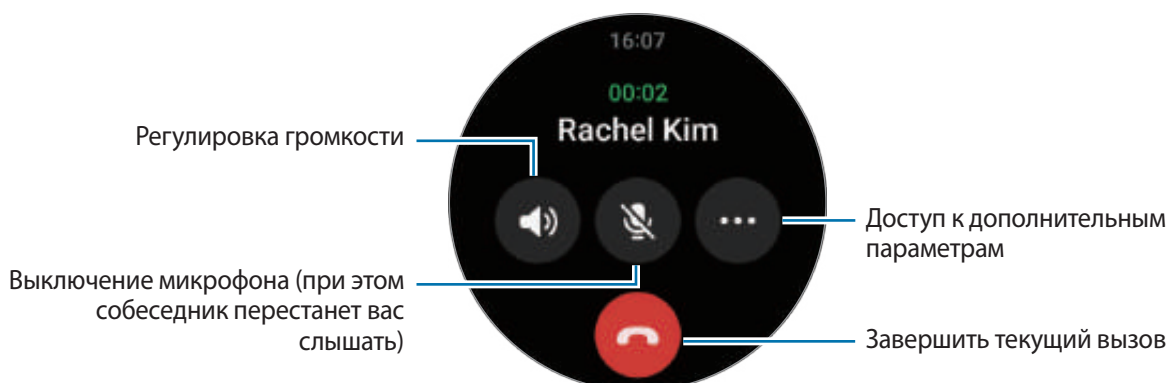 16:07
00:02
Rachel Kim
Регулировка громкости
Доступ к дополнительным
параметрам
Выключение микрофона (при этом
собеседник перестанет вас
слышать)
Завершить текущий вызов